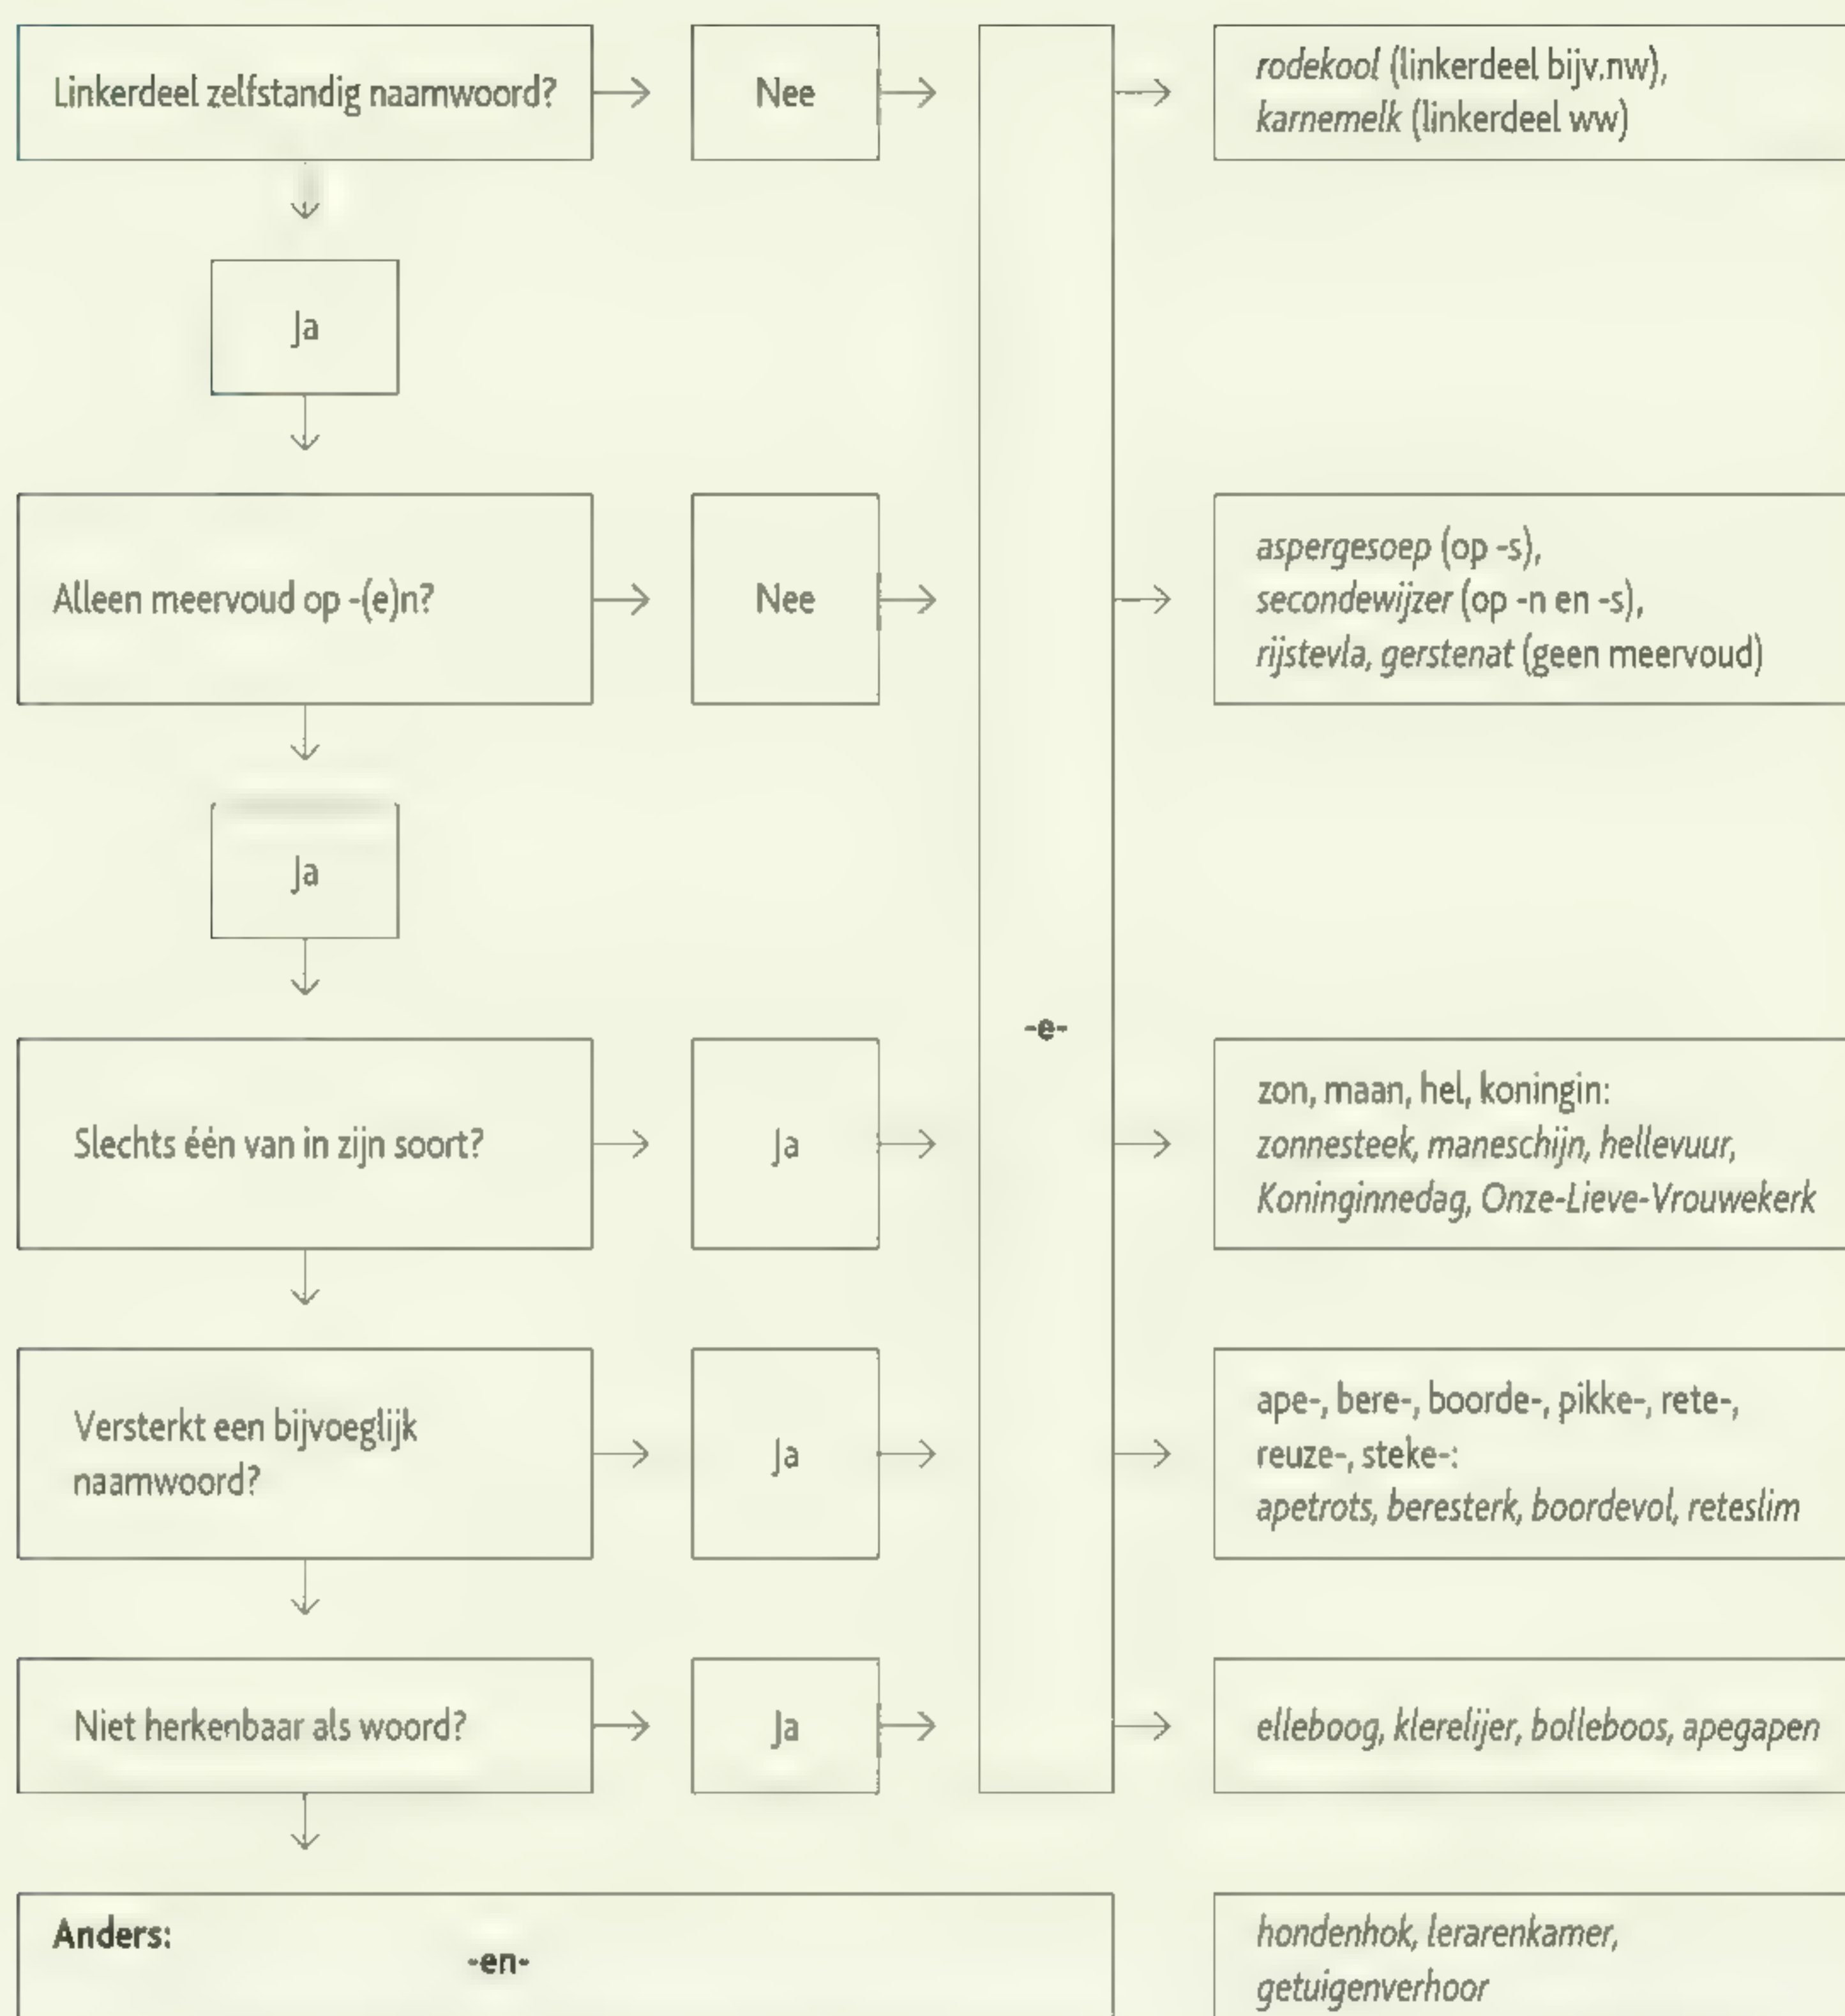 Linkerdeel zelfstandig naamwoord?
Nee
rodekool (linkerdeel bijv.nw),
karnemelk (linkerdeel ww)
Ja
Alleen meervoud op -(e)n?
Nee
aspergesoep (op -s),
secondewijzer (op -n en -s),
rijstevla, gerstenat (geen meervoud)
Ja
-e-
Slechts één van in zijn soort?
Ja
zon, maan, hel, koningin:
zonnesteek, maneschijn, hellevuur,
Koninginnedag, Onze-Lieve-Vrouwekerk
Versterkt een bijvoeglijk
naamwoord?
Ja
ape-, bere-, boorde-, pikke-, rete-,
reuze-, steke-:
apetrots, beresterk, boordevol, reteslim
Niet herkenbaar als woord?
Ja
elleboog, klerelijer, bolleboos, apegapen
Anders:
-en-
hondenhok, lerarenkamer,
getuigenverhoor